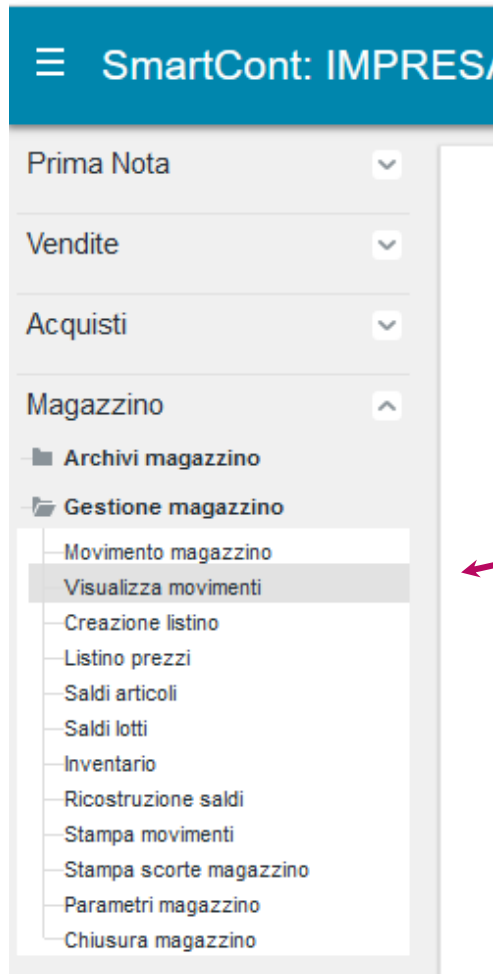 SmartCont: IMPRESA
Prima Nota
Vendite
Acquisti
Magazzino
Archivi magazzino
Gestione magazzino
Movimento magazzino
Visualizza movimenti
Creazione listino
Listino prezzi
Saldi articoli
Saldi lotti
Inventario
Ricostruzione saldi
Stampa movimenti
Stampa scorte magazzino
Parametri magazzino
Chiusura magazzino